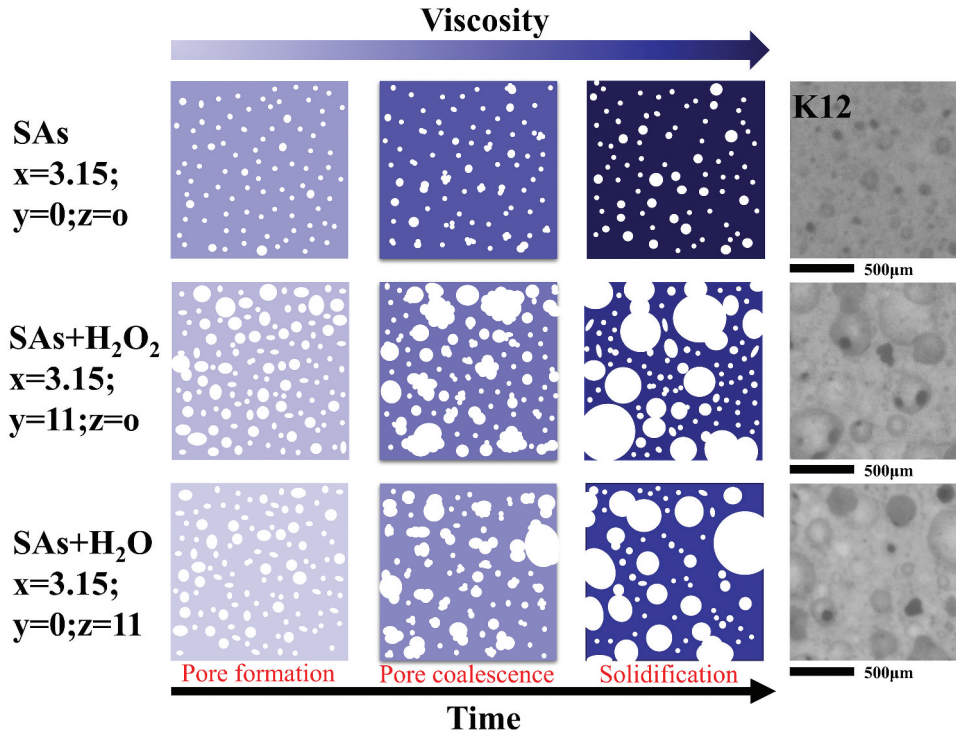 Viscosity
SAs
x=3.15;
y=0;z=o
K12
500μm
SAs+H₂O₂
x=3.15;
y=11;z=o
500μm
SAs+H₂O
x=3.15;
y=0;z=11
500μm
Pore formation
Pore coalescence
Solidification
Time